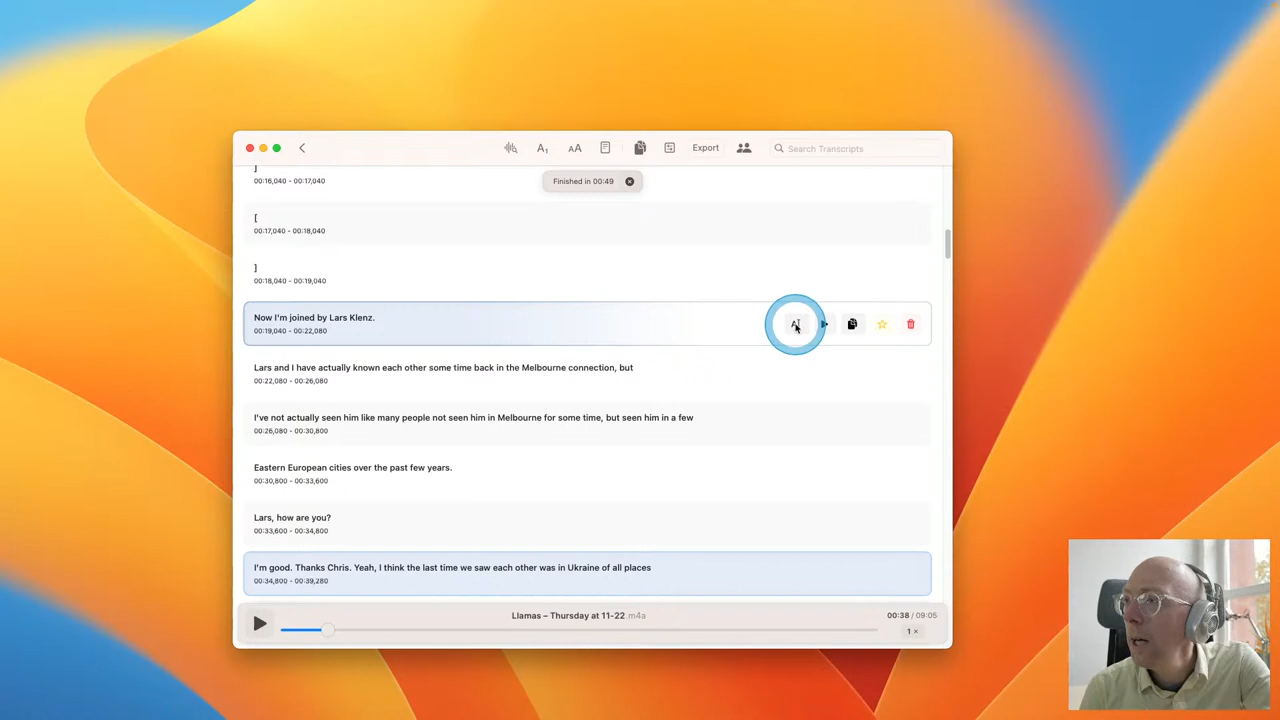 A₁
AA
Export
Search Transcripts
]
00:16,040 - 00:17,040
Finished in 00:49
[
00:17,040 - 00:18,040
]
00:18,040 - 00:19,040
Now I'm joined by Lars Klenz.
00:19,040 - 00:22,080
Lars and I have actually known each other some time back in the Melbourne connection, but
00:22,080 - 00:26,080
I've not actually seen him like many people not seen him in Melbourne for some time, but seen him in a few
00:26,080 - 00:30,800
Eastern European cities over the past few years.
00:30,800 - 00:33,600
Lars, how are you?
00:33,600 - 00:34,800
I'm good. Thanks Chris. Yeah, I think the last time we saw each other was in Ukraine of all places
00:34,800 - 00:39,280
Llamas – Thursday at 11-22.m4a
00:38 / 09:05
1×